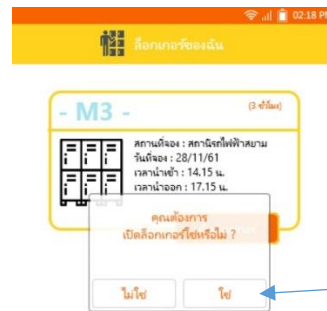 02:18 PM
ล็อกเกอร์ของฉัน
- M3 -
(3 ชั่วโมง)
สถานที่จอง : สถานีรถไฟฟ้าสยาม
วันที่จอง : 28/11/61
เวลานำเข้า : 14.15 น.
เวลานำออก : 17.15 น.
คุณต้องการ
เปิดล็อกเกอร์ใช่หรือไม่ ?
ไม่ใช่
ใช่